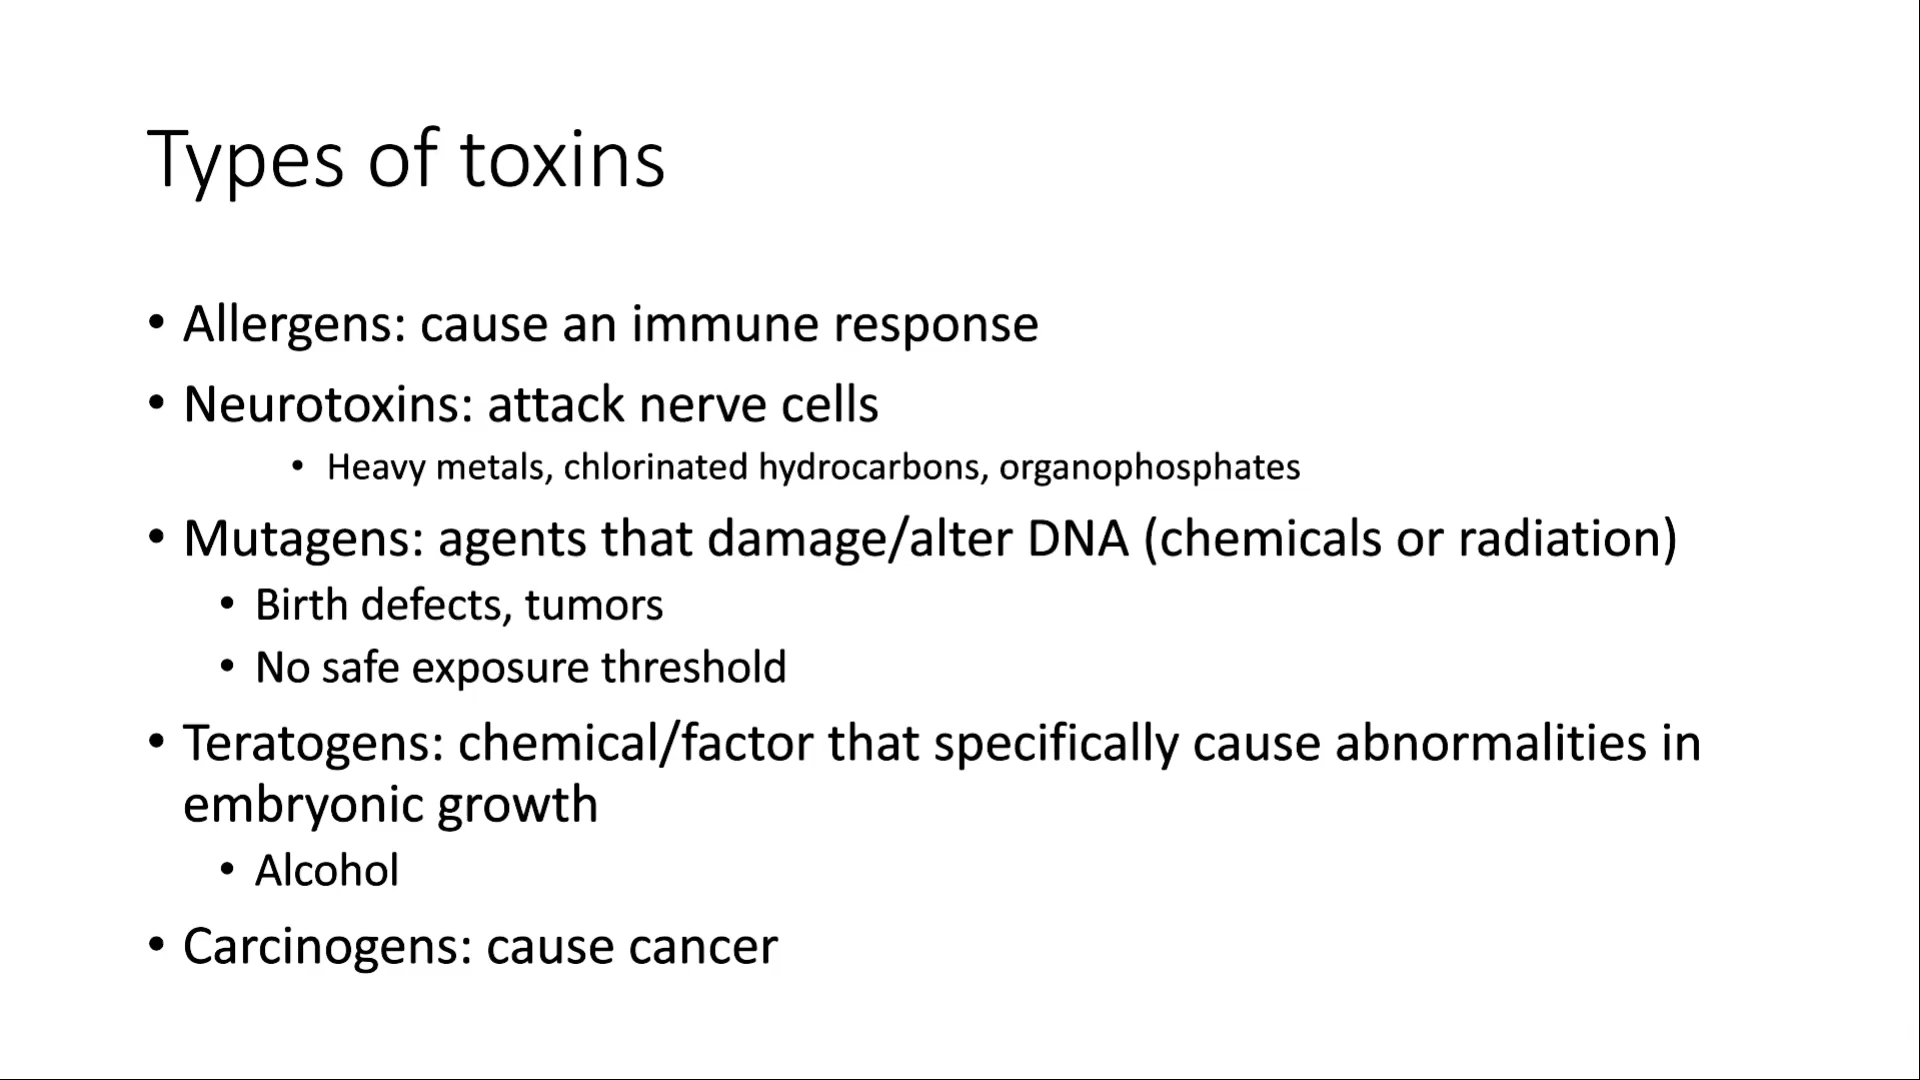 Types of toxins
• Allergens: cause an immune response
• Neurotoxins: attack nerve cells
• Heavy metals, chlorinated hydrocarbons, organophosphates
• Mutagens: agents that damage/alter DNA (chemicals or radiation)
• Birth defects, tumors
• No safe exposure threshold
• Teratogens: chemical/factor that specifically cause abnormalities in
embryonic growth
• Alcohol
• Carcinogens: cause cancer